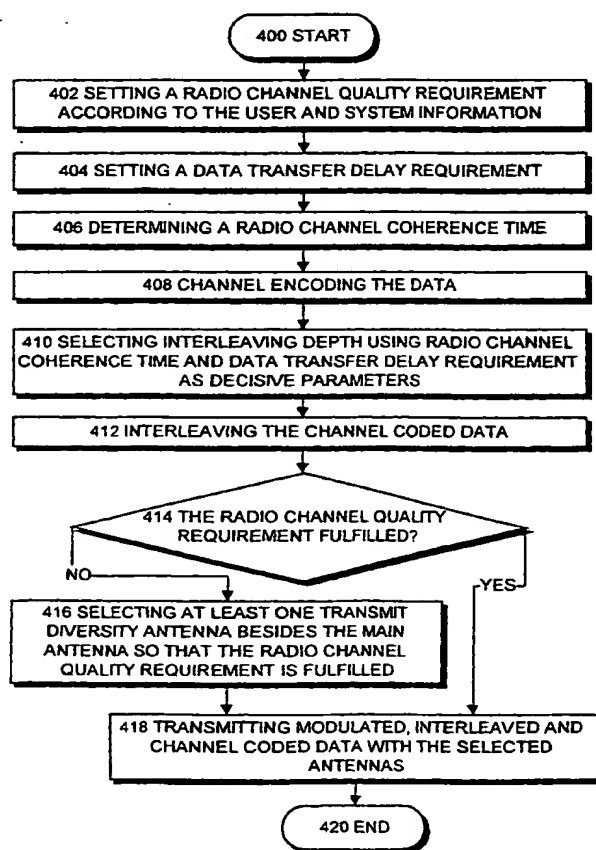 400 START
402 SETTING A RADIO CHANNEL QUALITY REQUIREMENT
ACCORDING TO THE USER AND SYSTEM INFORMATION
404 SETTING A DATA TRANSFER DELAY REQUIREMENT
406 DETERMINING A RADIO CHANNEL COHERENCE TIME
408 CHANNEL ENCODING THE DATA
410 SELECTING INTERLEAVING DEPTH USING RADIO CHANNEL
COHERENCE TIME AND DATA TRANSFER DELAY REQUIREMENT
AS DECISIVE PARAMETERS
412 INTERLEAVING THE CHANNEL CODED DATA
414 THE RADIO CHANNEL QUALITY
REQUIREMENT FULFILLED?
NO
YES
416 SELECTING AT LEAST ONE TRANSMIT
DIVERSITY ANTENNA BESIDES THE MAIN
ANTENNA SO THAT THE RADIO CHANNEL
QUALITY REQUIREMENT IS FULFILLED
418 TRANSMITTING MODULATED, INTERLEAVED AND
CHANNEL CODED DATA WITH THE SELECTED
ANTENNAS
420 END